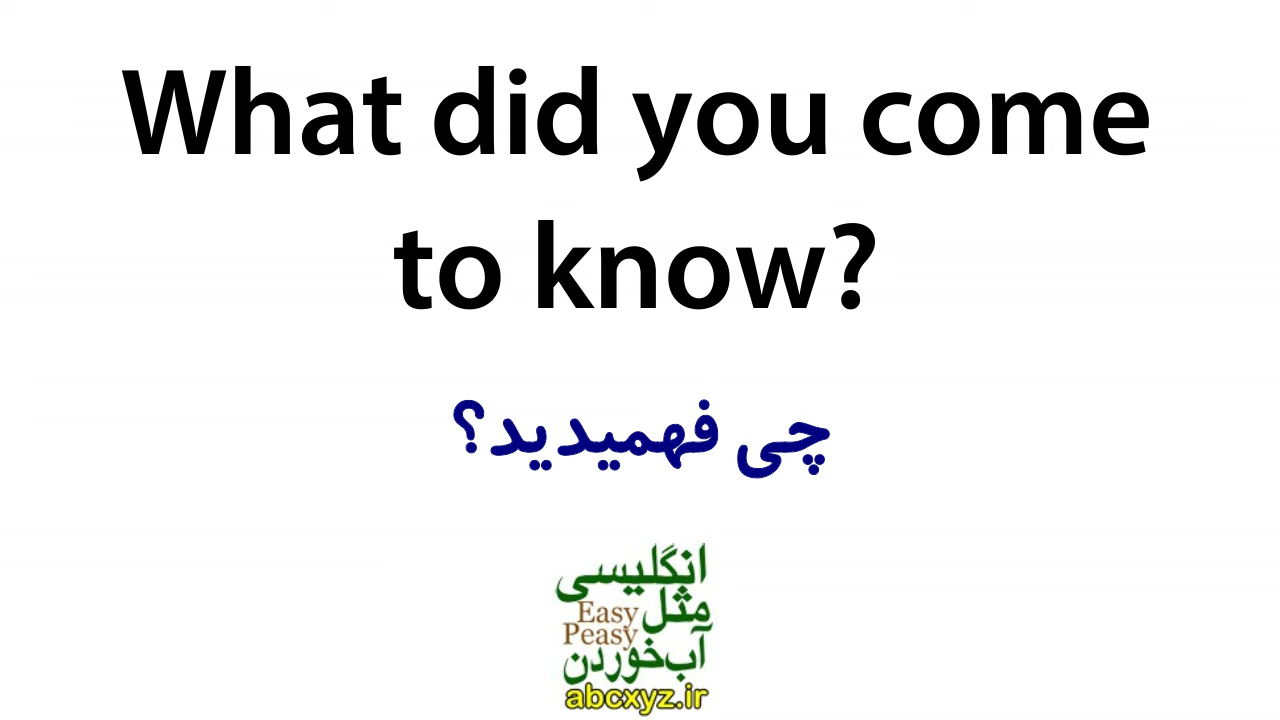 What did you come
to know?
چی فهمیدید؟
انگلیسی
مثل
Easy
Peasy
آب خوردن
abcxyz.ir